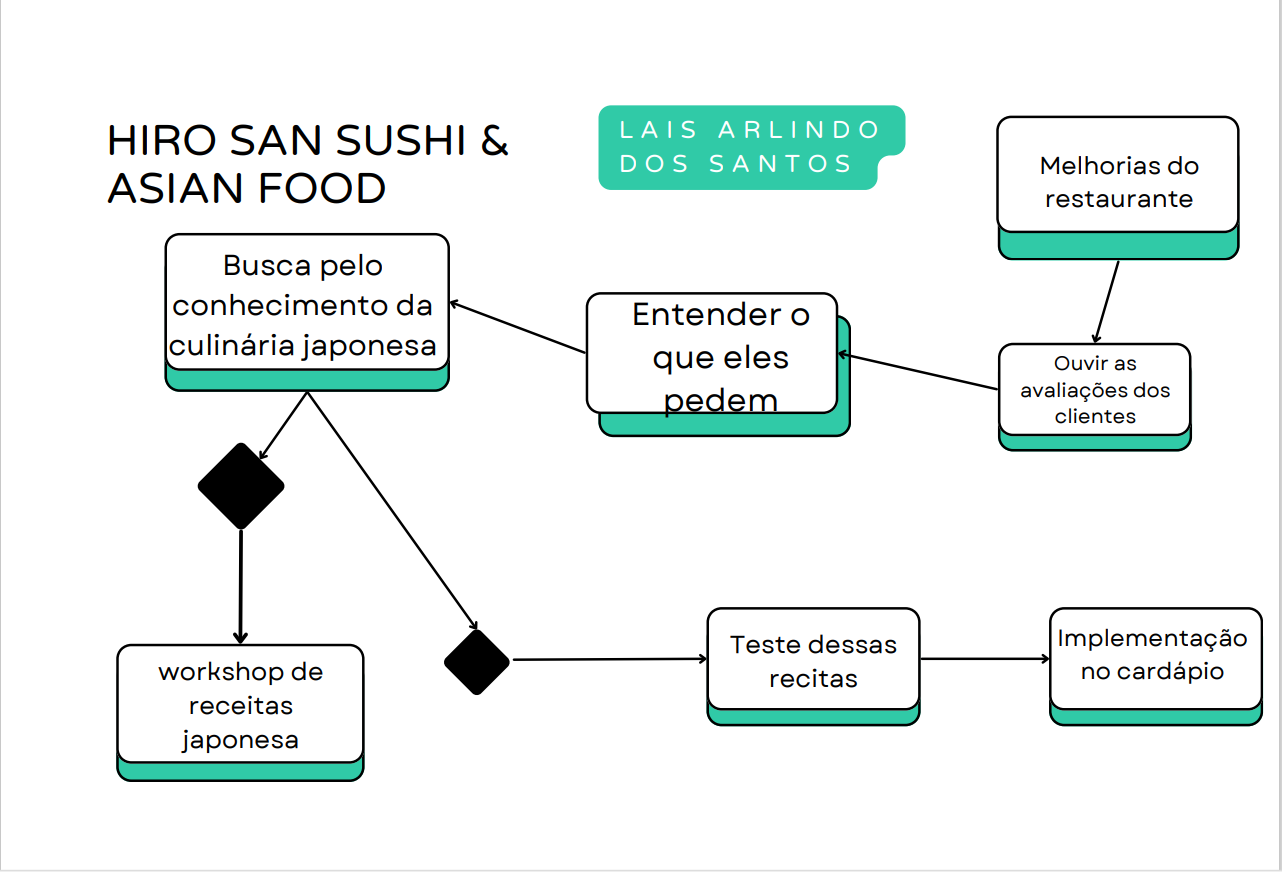 HIRO SAN SUSHI &
ASIAN FOOD
LAIS ARLINDO
DOS SANTOS
Melhorias do
restaurante
Busca pelo
conhecimento da
culinária japonesa
Entender o
que eles
pedem
Ouvir as
avaliações dos
clientes
workshop de
receitas
japonesa
Teste dessas
recitas
Implementação
no cardápio